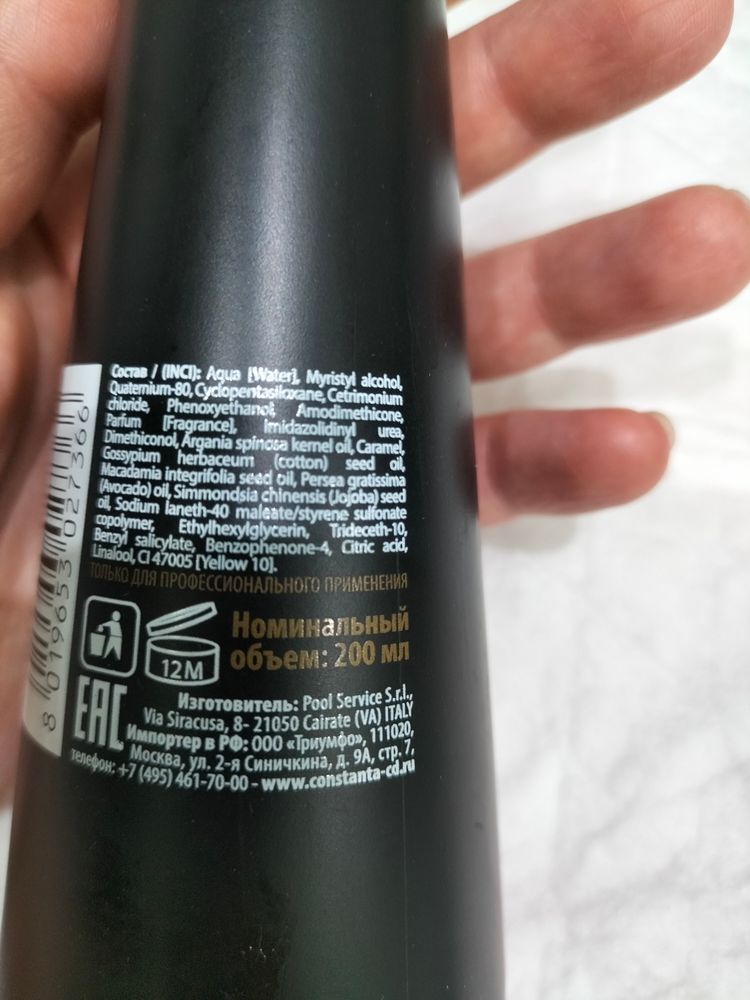 Состав / (INCI): Aqua [Water], Myristyl alcohol,
Quaternium-80, Cyclopentasiloxane, Cetrimonium
chloride, Phenoxyethanol, Amodimethicone,
Parfum [Fragrance], Imidazolidinyl urea,
Dimethiconol, Argania spinosa kernel oil, Caramel,
Gossypium herbaceum (cotton) seed oil,
Macadamia integrifolia seed oil, Persea gratissima
(Avocado) oil, Simmondsia chinensis (Jojoba) seed
oil, Sodium laneth-40 maleate/styrene sulfonate
copolymer, Ethylhexylglycerin, Trideceth-10,
Benzyl salicylate, Benzophenone-4, Citric acid,
Linalool, CI 47005 [Yellow 10].
ТОЛЬКО ДЛЯ ПРОФЕССИОНАЛЬНОГО ПРИМЕНЕНИЯ
12M
Номинальный
объем: 200 мл
EAC
Изготовитель: Pool Service S.r.l.,
Via Siracusa, 8- 21050 Cairate (VA) ITALY
Импортер в РФ: ООО «Триумфо», 111020,
Москва, ул. 2-я Синичкина, д. 9А, стр. 7,
телефон: +7 (495) 461-70-00 - www.constanta-cd.ru
8 019653 027366